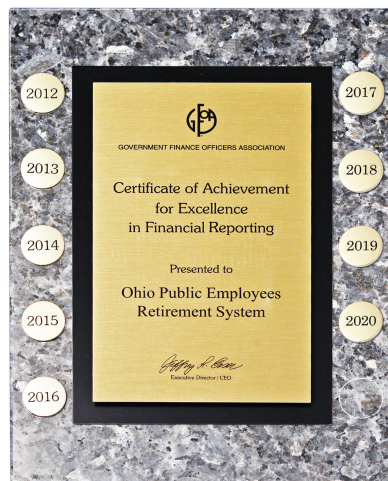 2012
2013
2014
2015
2016
GFOA
GOVERNMENT FINANCE OFFICERS ASSOCIATION
Certificate of Achievement
for Excellence
in Financial Reporting
Presented to
Ohio Public Employees
Retirement System
Executive Director / CEO
2017
2018
2019
2020